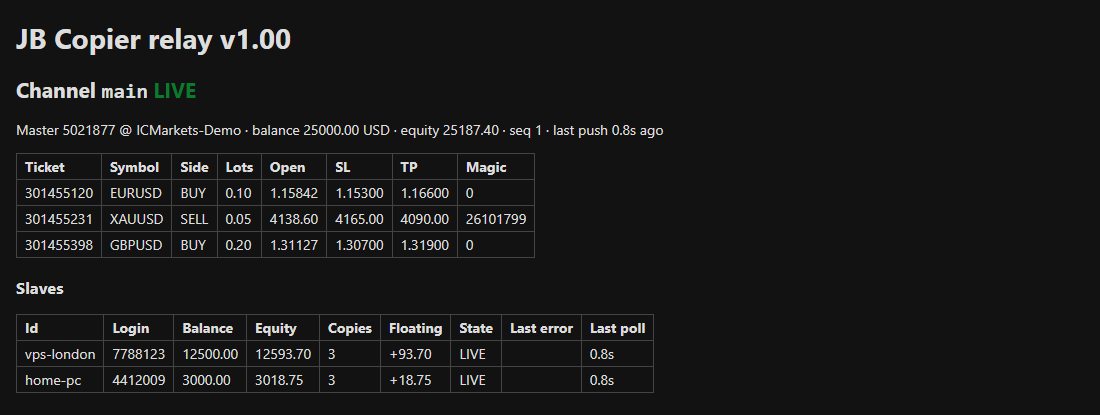 JB Copier relay v1.00
Channel main LIVE
Master 5021877 @ ICMarkets-Demo · balance 25000.00 USD · equity 25187.40 · seq 1 · last push 0.8s ago
Ticket Symbol Side Lots Open SL TP Magic
301455120 EURUSD BUY 0.10 1.15842 1.15300 1.16600 0
301455231 XAUUSD SELL 0.05 4138.60 4165.00 4090.00 26101799
301455398 GBPUSD BUY 0.20 1.31127 1.30700 1.31900 0
Slaves
Id Login Balance Equity Copies Floating State Last error Last poll
vps-london 7788123 12500.00 12593.70 3 +93.70 LIVE 0.8s
home-pc 4412009 3000.00 3018.75 3 +18.75 LIVE 0.8s